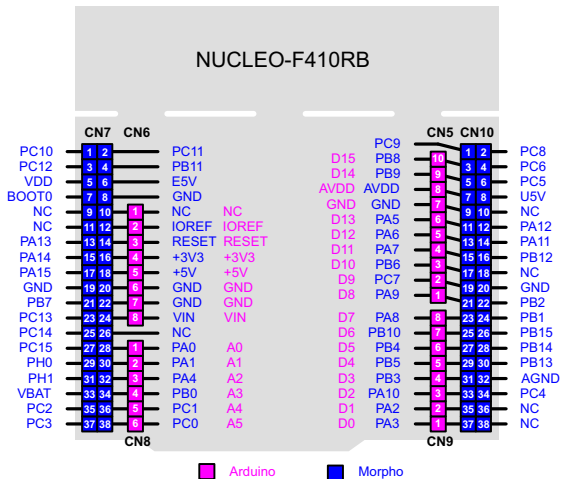 NUCLEO-F410RB
CN7 CN6 CN5 CN10
PC9
PC10 1 2 PC11 D15 PB8 10 1 2 PC8
PC12 3 4 PB11 D14 PB9 9 3 4 PC6
VDD 5 6 E5V AVDD AVDD 8 5 6 PC5
BOOT0 7 8 GND GND GND 7 7 8 U5V
NC 9 10 1 NC NC D13 PA5 6 9 10 NC
NC 11 12 2 IOREF IOREF D12 PA6 5 11 12 PA12
PA13 13 14 3 RESET RESET D11 PA7 4 13 14 PA11
PA14 15 16 4 +3V3 +3V3 D10 PB6 3 15 16 PB12
PA15 17 18 5 +5V +5V D9 PC7 2 17 18 NC
GND 19 20 6 GND GND D8 PA9 1 19 20 GND
PB7 21 22 7 GND GND 21 22 PB2
PC13 23 24 8 VIN VIN D7 PA8 8 23 24 PB1
PC14 25 26 NC D6 PB10 7 25 26 PB15
PC15 27 28 1 PA0 A0 D5 PB4 6 27 28 PB14
PH0 29 30 2 PA1 A1 D4 PB5 5 29 30 PB13
PH1 31 32 3 PA4 A2 D3 PB3 4 31 32 AGND
VBAT 33 34 4 PB0 A3 D2 PA10 3 33 34 PC4
PC2 35 36 5 PC1 A4 D1 PA2 2 35 36 NC
PC3 37 38 6 PC0 A5 D0 PA3 1 37 38 NC
CN8 CN9
Arduino Morpho